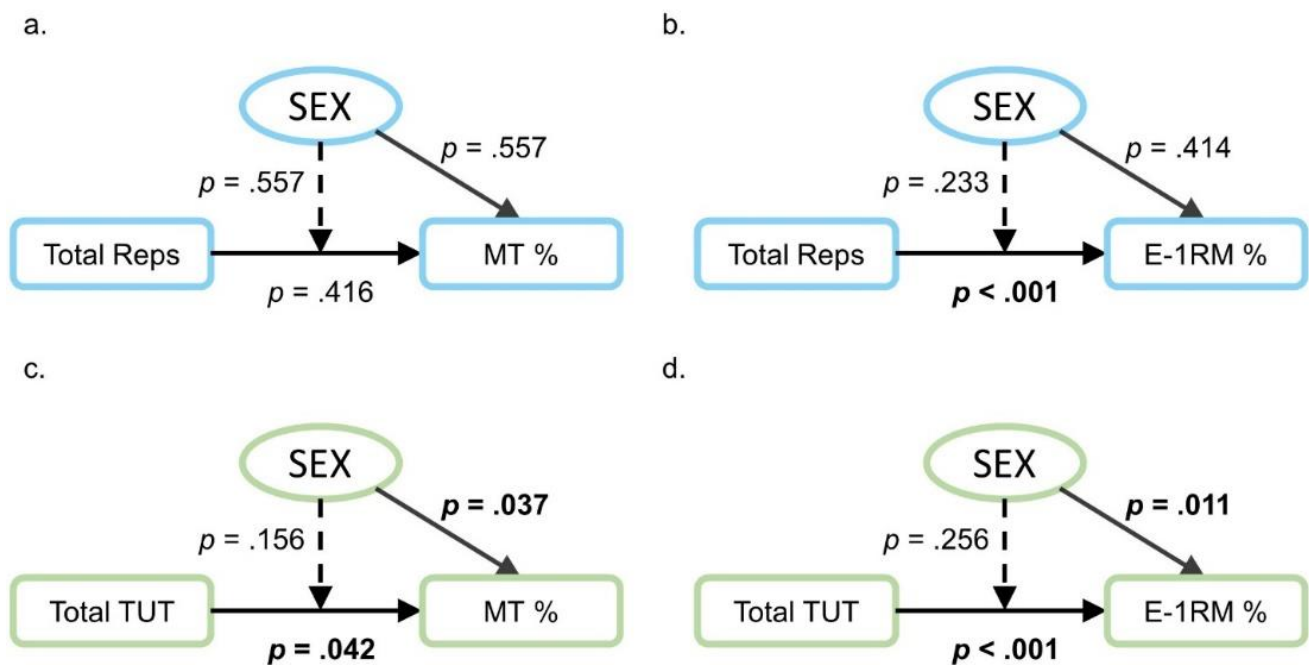 a.
SEX
p = .557
p = .557
Total Reps
MT %
p = .416
b.
SEX
p = .414
p = .233
Total Reps
E-1RM %
p < .001
c.
SEX
p = .037
p = .156
Total TUT
MT %
p = .042
d.
SEX
p = .011
p = .256
Total TUT
E-1RM %
p < .001